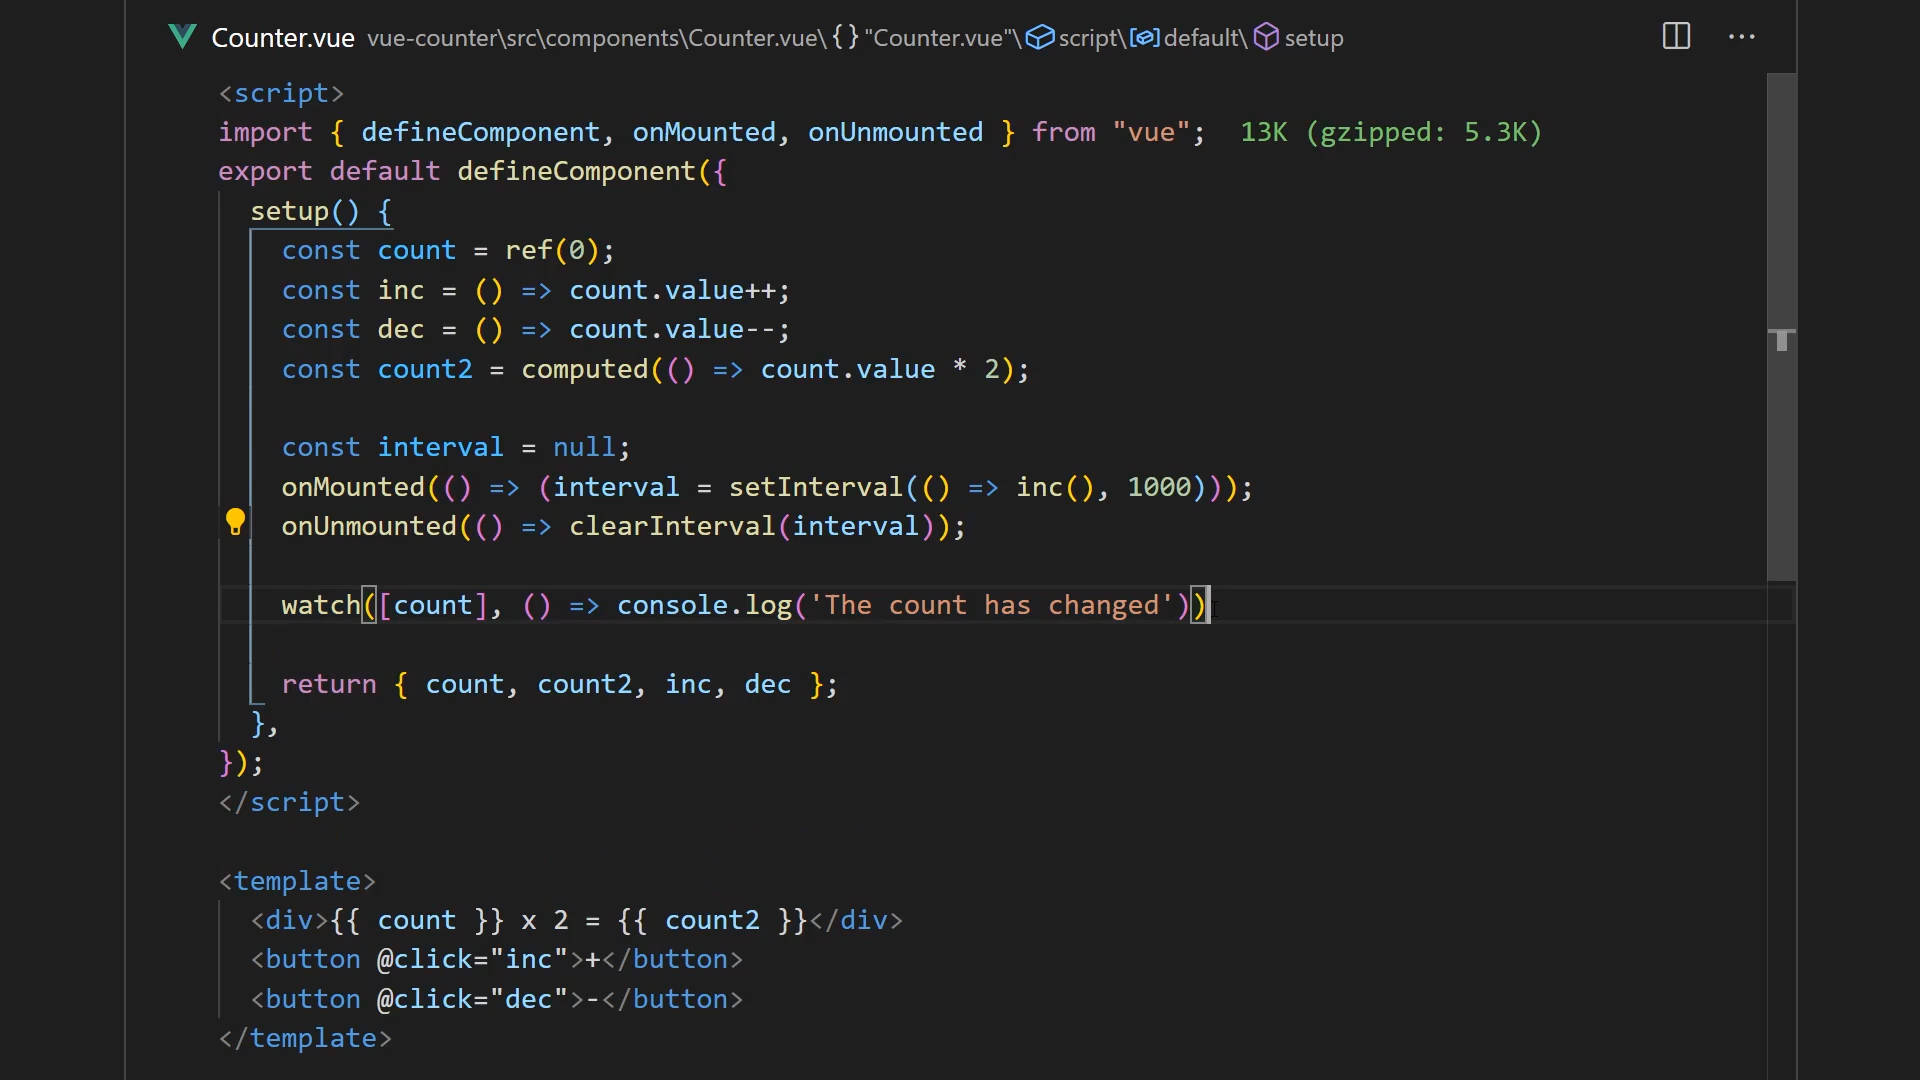 Counter.vue vue-counter\src\components\Counter.vue\ {} "Counter.vue"\ script\ default\ setup
<script>
import { defineComponent, onMounted, onUnmounted } from "vue"; 13K (gzipped: 5.3K)
export default defineComponent({
  setup() {
    const count = ref(0);
    const inc = () => count.value++;
    const dec = () => count.value--;
    const count2 = computed(() => count.value * 2);

    const interval = null;
    onMounted(() => (interval = setInterval(() => inc(), 1000)));
    onUnmounted(() => clearInterval(interval));

    watch([count], () => console.log('The count has changed'))

    return { count, count2, inc, dec };
  },
});
</script>

<template>
  <div>{{ count }} x 2 = {{ count2 }}</div>
  <button @click="inc">+</button>
  <button @click="dec">-</button>
</template>